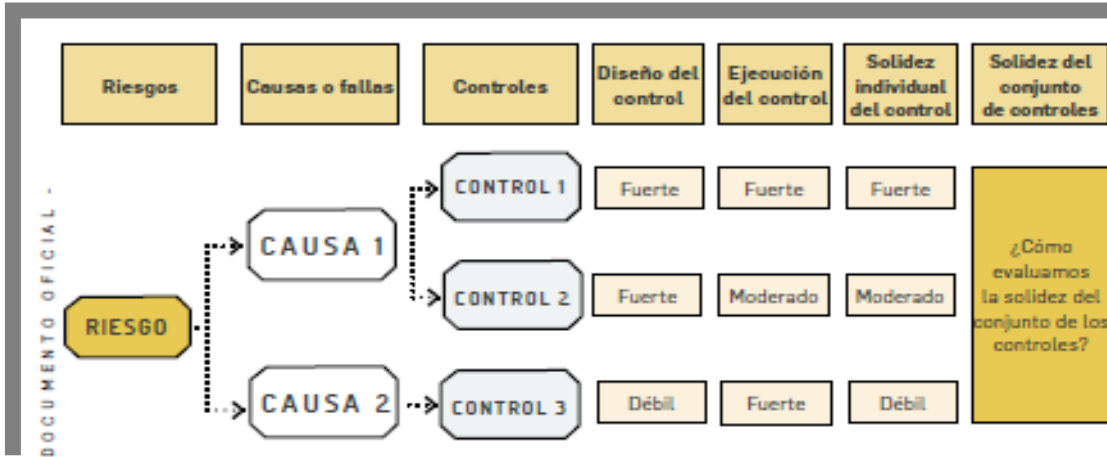 Riesgos
Causas o fallas
Controles
Diseño del
control
Ejecución
del control
Solidez
individual
del control
Solidez del
conjunto
de controles
DOCUMENTO OFICIAL -
RIESGO
CAUSA 1
CONTROL 1
Fuerte
Fuerte
Fuerte
CONTROL 2
Fuerte
Moderado
Moderado
CAUSA 2
CONTROL 3
Débil
Fuerte
Débil
¿Cómo
evaluamos
la solidez del
conjunto de los
controles?